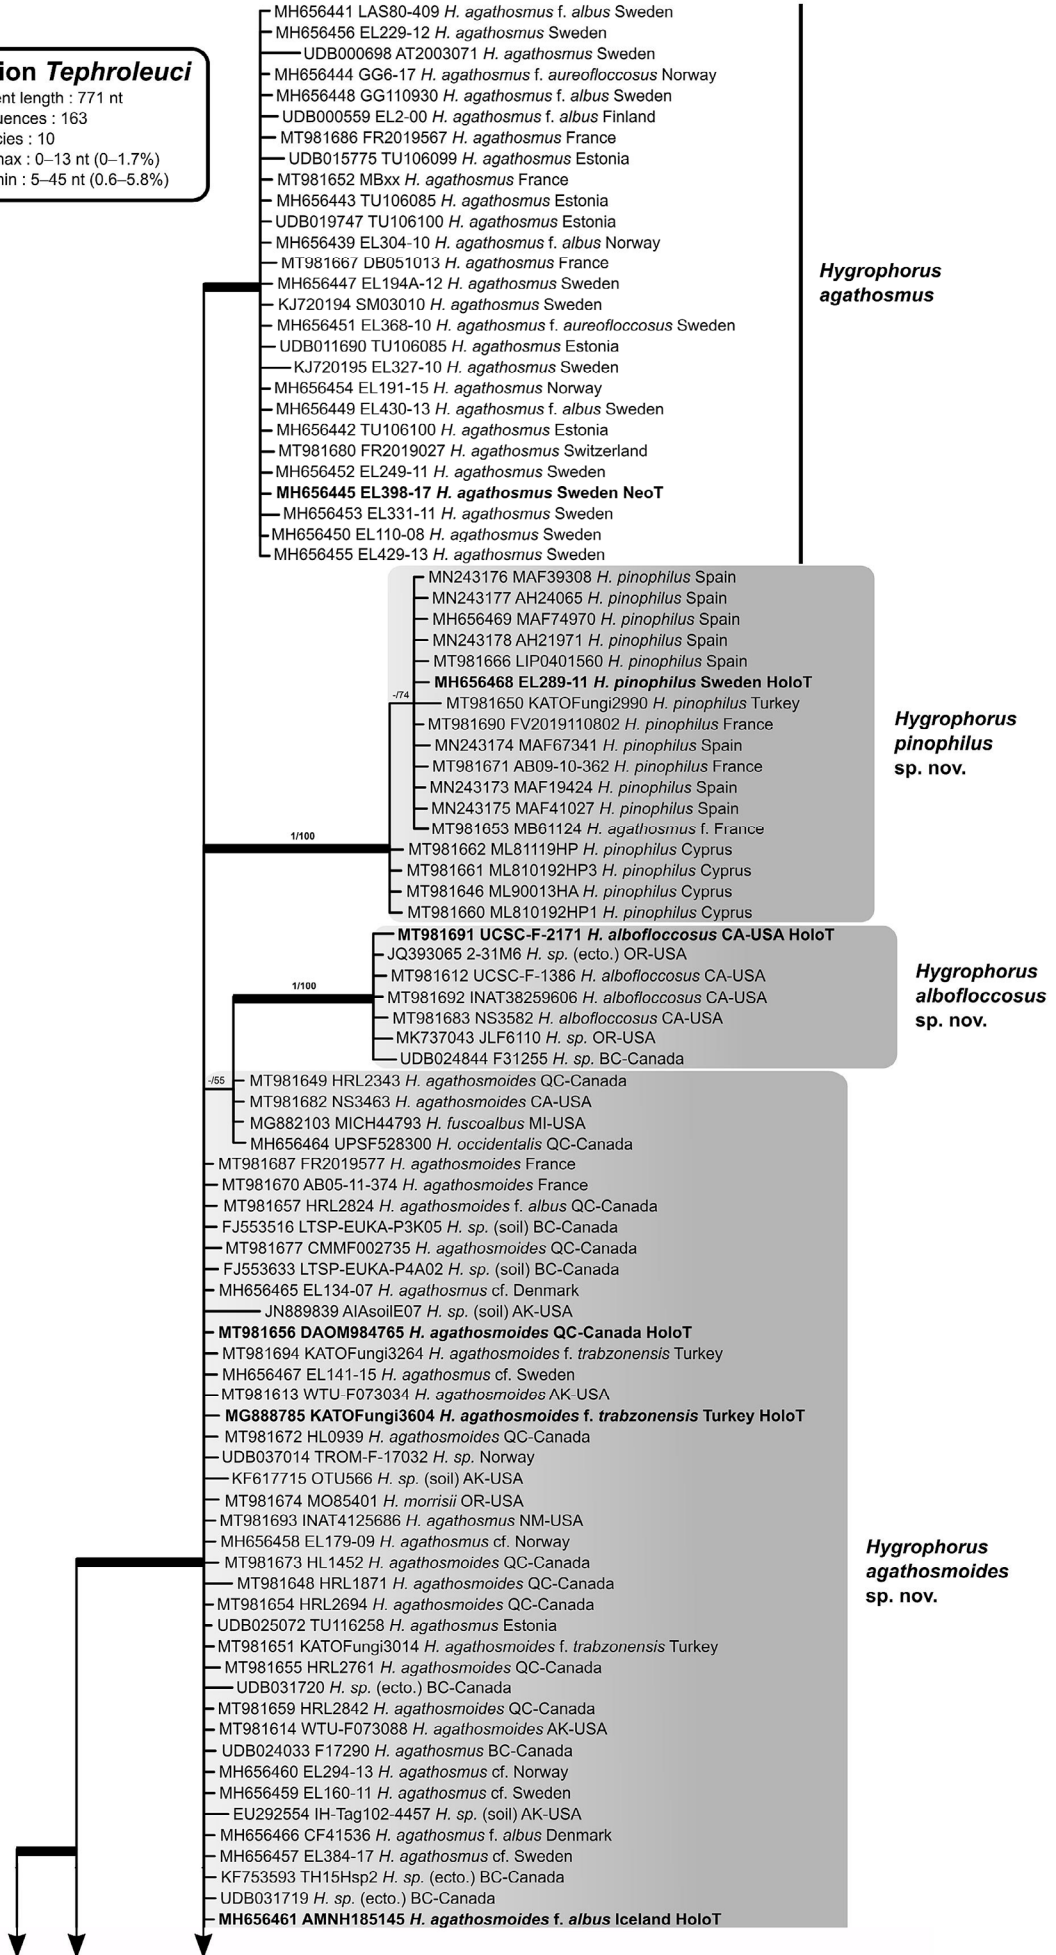 MH656441 LAS80-409 H. agathosmus f. albus Sweden
MH656456 EL229-12 H. agathosmus Sweden
UDB000698 AT2003071 H. agathosmus Sweden
ion Tephroleuci
MH656444 GG6-17 H. agathosmus f. aureofloccosus Norway
ent length : 771 nt
MH656448 GG110930 H. agathosmus f. albus Sweden
uences : 163
UDB000559 EL2-00 H. agathosmus f. albus Finland
cies : 10
MT981686 FR2019567 H. agathosmus France
nax : 0–13 nt (0–1.7%)
UDB015775 TU106099 H. agathosmus Estonia
min : 5–45 nt (0.6–5.8%)
MT981652 MBxx H. agathosmus France
MH656443 TU106085 H. agathosmus Estonia
UDB019747 TU106100 H. agathosmus Estonia
MH656439 EL304-10 H. agathosmus f. albus Norway
MT981667 DB051013 H. agathosmus France
MH656447 EL194A-12 H. agathosmus Sweden
KJ720194 SM03010 H. agathosmus Sweden
MH656451 EL368-10 H. agathosmus f. aureofloccosus Sweden
UDB011690 TU106085 H. agathosmus Estonia
KJ720195 EL327-10 H. agathosmus Sweden
MH656454 EL191-15 H. agathosmus Norway
MH656449 EL430-13 H. agathosmus f. albus Sweden
MH656442 TU106100 H. agathosmus Estonia
MT981680 FR2019027 H. agathosmus Switzerland
MH656452 EL249-11 H. agathosmus Sweden
MH656445 EL398-17 H. agathosmus Sweden NeoT
MH656453 EL331-11 H. agathosmus Sweden
MH656450 EL110-08 H. agathosmus Sweden
MH656455 EL429-13 H. agathosmus Sweden
Hygrophorus
agathosmus
MN243176 MAF39308 H. pinophilus Spain
MN243177 AH24065 H. pinophilus Spain
MH656469 MAF74970 H. pinophilus Spain
MN243178 AH21971 H. pinophilus Spain
MT981666 LIP0401560 H. pinophilus Spain
MH656468 EL289-11 H. pinophilus Sweden HoloT
-/74
MT981650 KATOFungi2990 H. pinophilus Turkey
MT981690 FV2019110802 H. pinophilus France
MN243174 MAF67341 H. pinophilus Spain
MT981671 AB09-10-362 H. pinophilus France
MN243173 MAF19424 H. pinophilus Spain
MN243175 MAF41027 H. pinophilus Spain
MT981653 MB61124 H. agathosmus f. France
1/100
MT981662 ML81119HP H. pinophilus Cyprus
MT981661 ML810192HP3 H. pinophilus Cyprus
MT981646 ML90013HA H. pinophilus Cyprus
MT981660 ML810192HP1 H. pinophilus Cyprus
Hygrophorus
pinophilus
sp. nov.
MT981691 UCSC-F-2171 H. albofloccosus CA-USA HoloT
JQ393065 2-31M6 H. sp. (ecto.) OR-USA
MT981612 UCSC-F-1386 H. albofloccosus CA-USA
1/100
MT981692 INAT38259606 H. albofloccosus CA-USA
MT981683 NS3582 H. albofloccosus CA-USA
MK737043 JLF6110 H. sp. OR-USA
UDB024844 F31255 H. sp. BC-Canada
Hygrophorus
albofloccosus
sp. nov.
-/55
MT981649 HRL2343 H. agathosmoides QC-Canada
MT981682 NS3463 H. agathosmoides CA-USA
MG882103 MICH44793 H. fuscoalbus MI-USA
MH656464 UPSF528300 H. occidentalis QC-Canada
MT981687 FR2019577 H. agathosmoides France
MT981670 AB05-11-374 H. agathosmoides France
MT981657 HRL2824 H. agathosmoides f. albus QC-Canada
FJ553516 LTSP-EUKA-P3K05 H. sp. (soil) BC-Canada
MT981677 CMMF002735 H. agathosmoides QC-Canada
FJ553633 LTSP-EUKA-P4A02 H. sp. (soil) BC-Canada
MH656465 EL134-07 H. agathosmus cf. Denmark
JN889839 AIAsoilE07 H. sp. (soil) AK-USA
MT981656 DAOM984765 H. agathosmoides QC-Canada HoloT
MT981694 KATOFungi3264 H. agathosmoides f. trabzonensis Turkey
MH656467 EL141-15 H. agathosmus cf. Sweden
MT981613 WTU-F073034 H. agathosmoides AK-USA
MG888785 KATOFungi3604 H. agathosmoides f. trabzonensis Turkey HoloT
MT981672 HL0939 H. agathosmoides QC-Canada
UDB037014 TROM-F-17032 H. sp. Norway
KF617715 OTU566 H. sp. (soil) AK-USA
MT981674 MO85401 H. morrisii OR-USA
MT981693 INAT4125686 H. agathosmus NM-USA
MH656458 EL179-09 H. agathosmus cf. Norway
MT981673 HL1452 H. agathosmoides QC-Canada
MT981648 HRL1871 H. agathosmoides QC-Canada
MT981654 HRL2694 H. agathosmoides QC-Canada
UDB025072 TU116258 H. agathosmus Estonia
MT981651 KATOFungi3014 H. agathosmoides f. trabzonensis Turkey
MT981655 HRL2761 H. agathosmoides QC-Canada
UDB031720 H. sp. (ecto.) BC-Canada
MT981659 HRL2842 H. agathosmoides QC-Canada
MT981614 WTU-F073088 H. agathosmoides AK-USA
UDB024033 F17290 H. agathosmus BC-Canada
MH656460 EL294-13 H. agathosmus cf. Norway
MH656459 EL160-11 H. agathosmus cf. Sweden
EU292554 IH-Tag102-4457 H. sp. (soil) AK-USA
MH656466 CF41536 H. agathosmus f. albus Denmark
MH656457 EL384-17 H. agathosmus cf. Sweden
KF753593 TH15Hsp2 H. sp. (ecto.) BC-Canada
UDB031719 H. sp. (ecto.) BC-Canada
MH656461 AMNH185145 H. agathosmoides f. albus Iceland HoloT
Hygrophorus
agathosmoides
sp. nov.